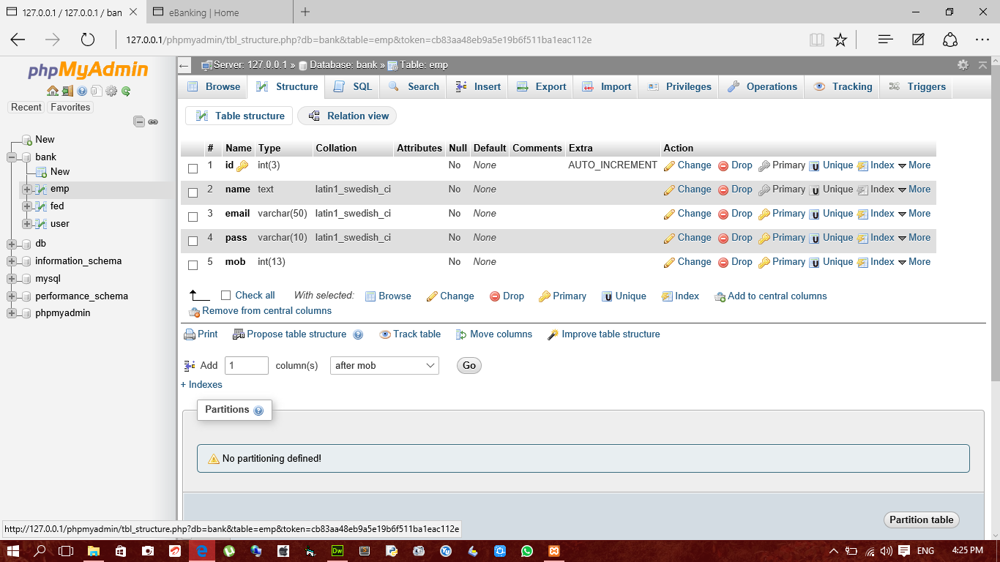 127.0.0.1 / 127.0.0.1 / ban
eBanking | Home
127.0.0.1/phpmyadmin/tbl_structure.php?db=bank&table=emp&token=cb83aa48eb9a5e19b6f511ba1eac112e
phpMyAdmin
Recent Favorites
New
bank
New
emp
fed
user
db
information_schema
mysql
performance_schema
phpmyadmin
Server: 127.0.0.1 » Database: bank » Table: emp
Browse Structure SQL Search Insert Export Import Privileges Operations Tracking Triggers
Table structure Relation view
# Name Type Collation Attributes Null Default Comments Extra Action
1 id int(3) No None AUTO_INCREMENT Change Drop Primary Unique Index More
2 name text latin1_swedish_ci No None Change Drop Primary Unique Index More
3 email varchar(50) latin1_swedish_ci No None Change Drop Primary Unique Index More
4 pass varchar(10) latin1_swedish_ci No None Change Drop Primary Unique Index More
5 mob int(13) No None Change Drop Primary Unique Index More
Check all With selected: Browse Change Drop Primary Unique Index Add to central columns
Remove from central columns
Print Propose table structure Track table Move columns Improve table structure
Add 1 column(s) after mob Go
+ Indexes
Partitions
No partitioning defined!
Partition table
http://127.0.0.1/phpmyadmin/tbl_structure.php?db=bank&table=emp&token=cb83aa48eb9a5e19b6f511ba1eac112e
Dw
ENG 4:25 PM